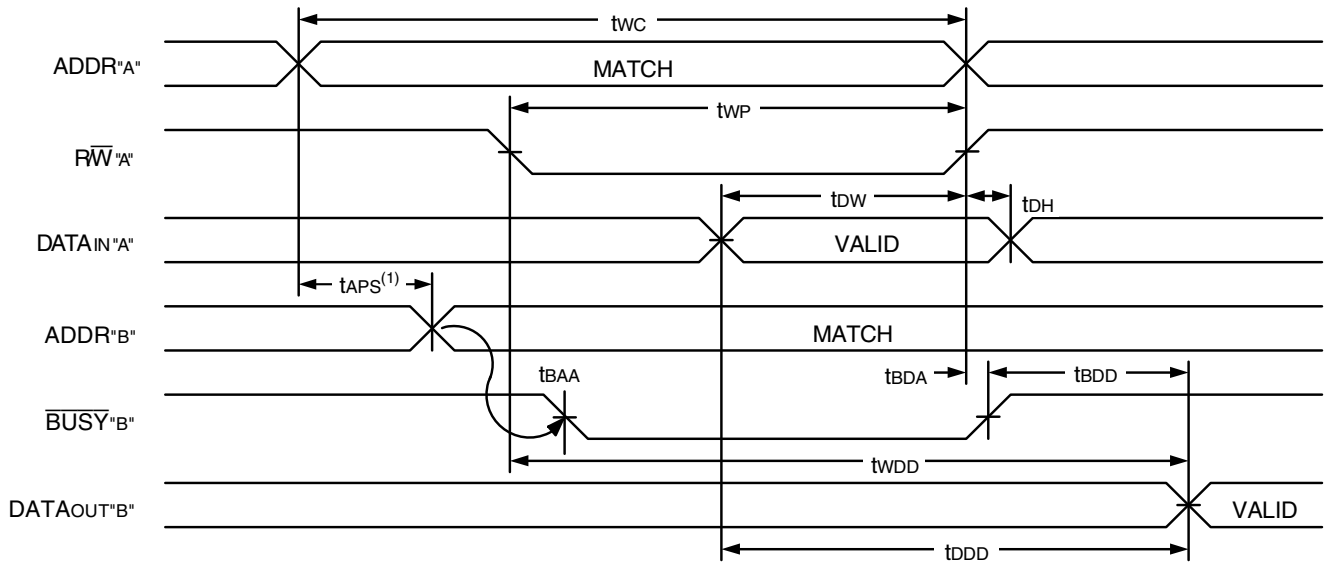 tWC
ADDR"A"
MATCH
tWP
R/W̅"A"
tDW
tDH
DATAIN"A"
VALID
tAPS(1)
ADDR"B"
MATCH
tBAA
tBDA
tBDD
B̅U̅S̅Y̅"B"
tWDD
DATAOUT"B"
VALID
tDDD